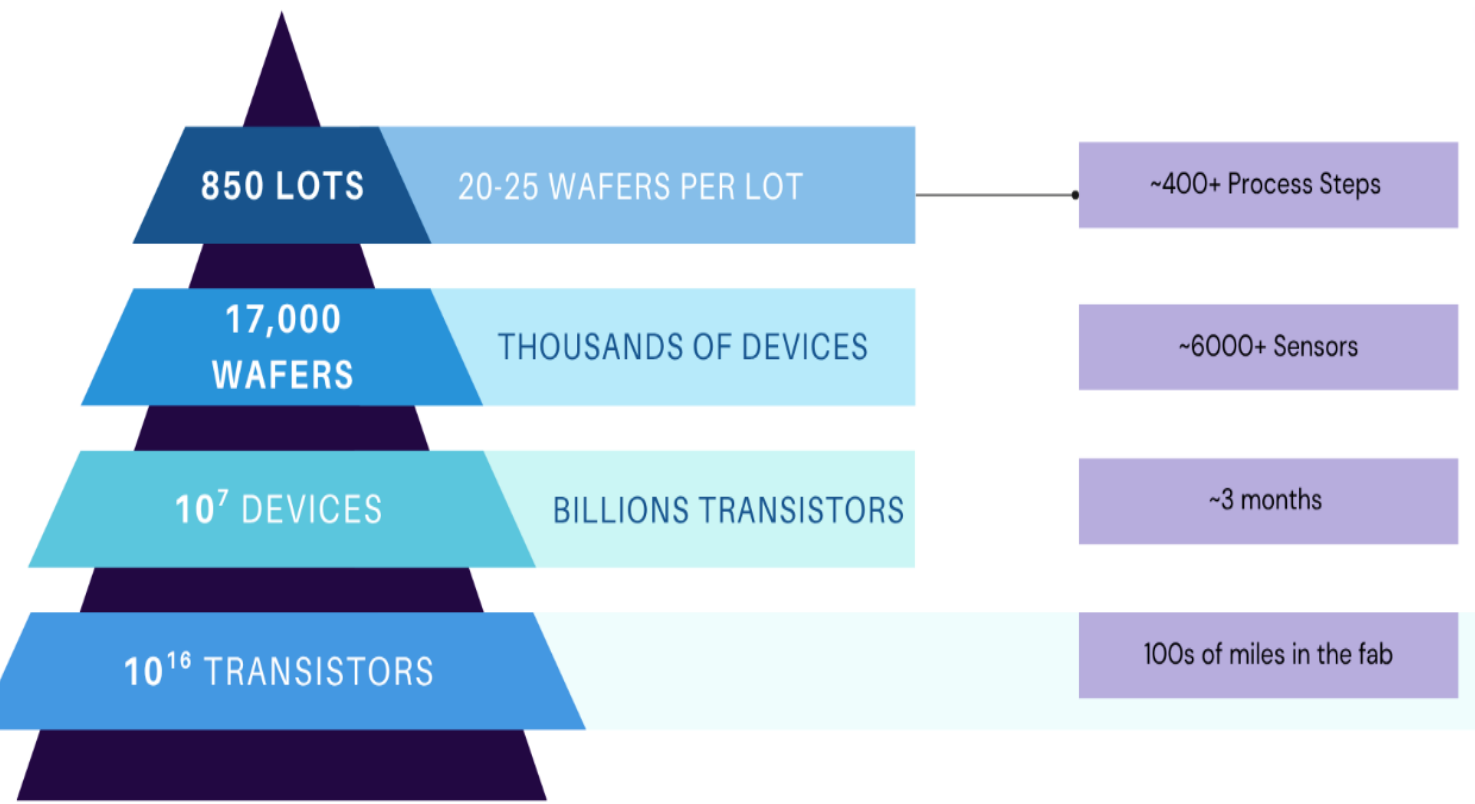 850 LOTS
20-25 WAFERS PER LOT
~400+ Process Steps
17,000
WAFERS
THOUSANDS OF DEVICES
~6000+ Sensors
10⁷ DEVICES
BILLIONS TRANSISTORS
~3 months
10¹⁶ TRANSISTORS
100s of miles in the fab